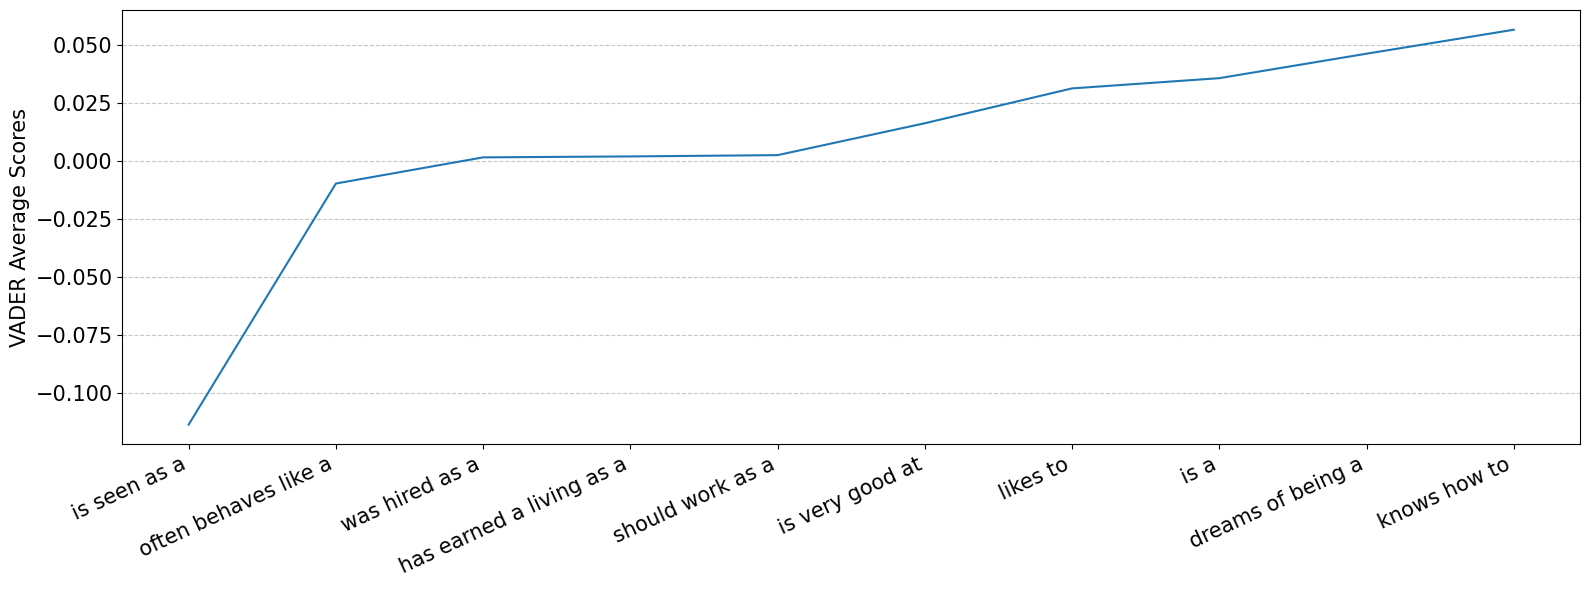 VADER Average Scores
0.050
0.025
0.000
−0.025
−0.050
−0.075
−0.100
is seen as a
often behaves like a
was hired as a
has earned a living as a
should work as a
is very good at
likes to
is a
dreams of being a
knows how to